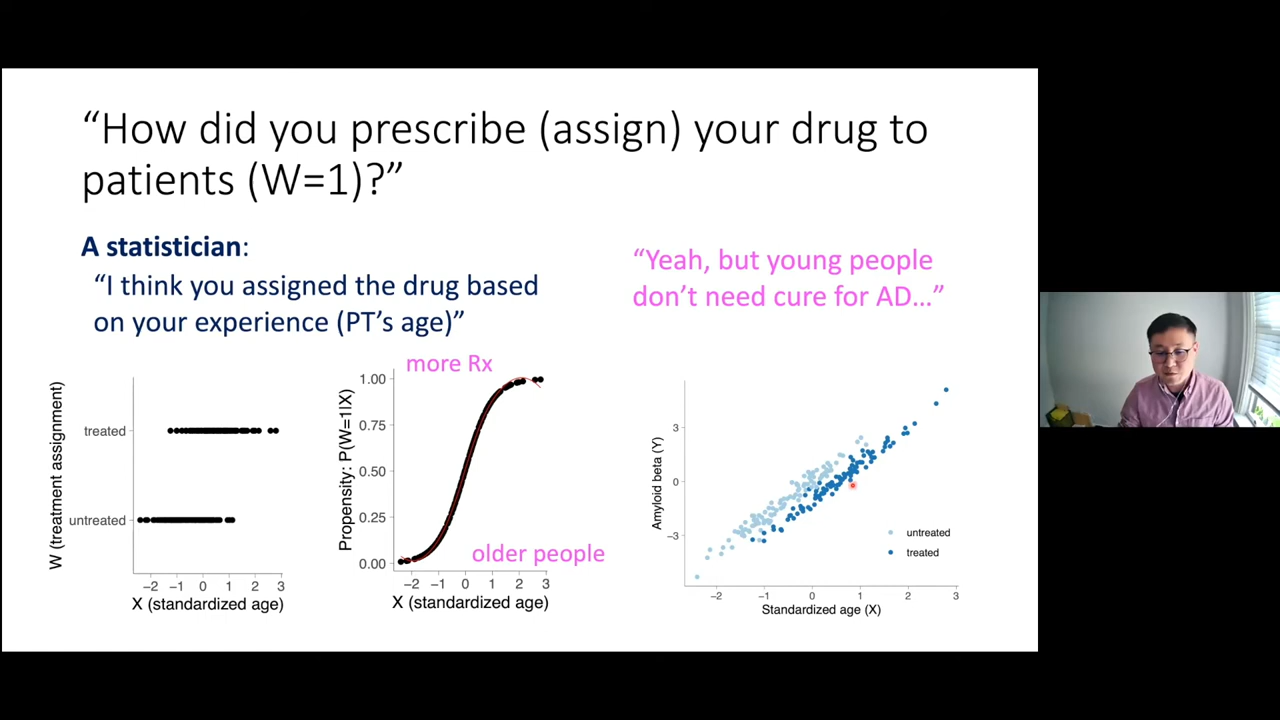 “How did you prescribe (assign) your drug to
patients (W=1)?”
A statistician:
“I think you assigned the drug based
on your experience (PT’s age)”
“Yeah, but young people
don’t need cure for AD…”
W (treatment assignment)
treated
untreated
−2 −1 0 1 2 3
X (standardized age)
more Rx
Propensity: P(W=1|X)
1.00
0.75
0.50
0.25
0.00
older people
−2 −1 0 1 2 3
X (standardized age)
Amyloid beta (Y)
3
0
−3
untreated
treated
−2 −1 0 1 2 3
Standardized age (X)